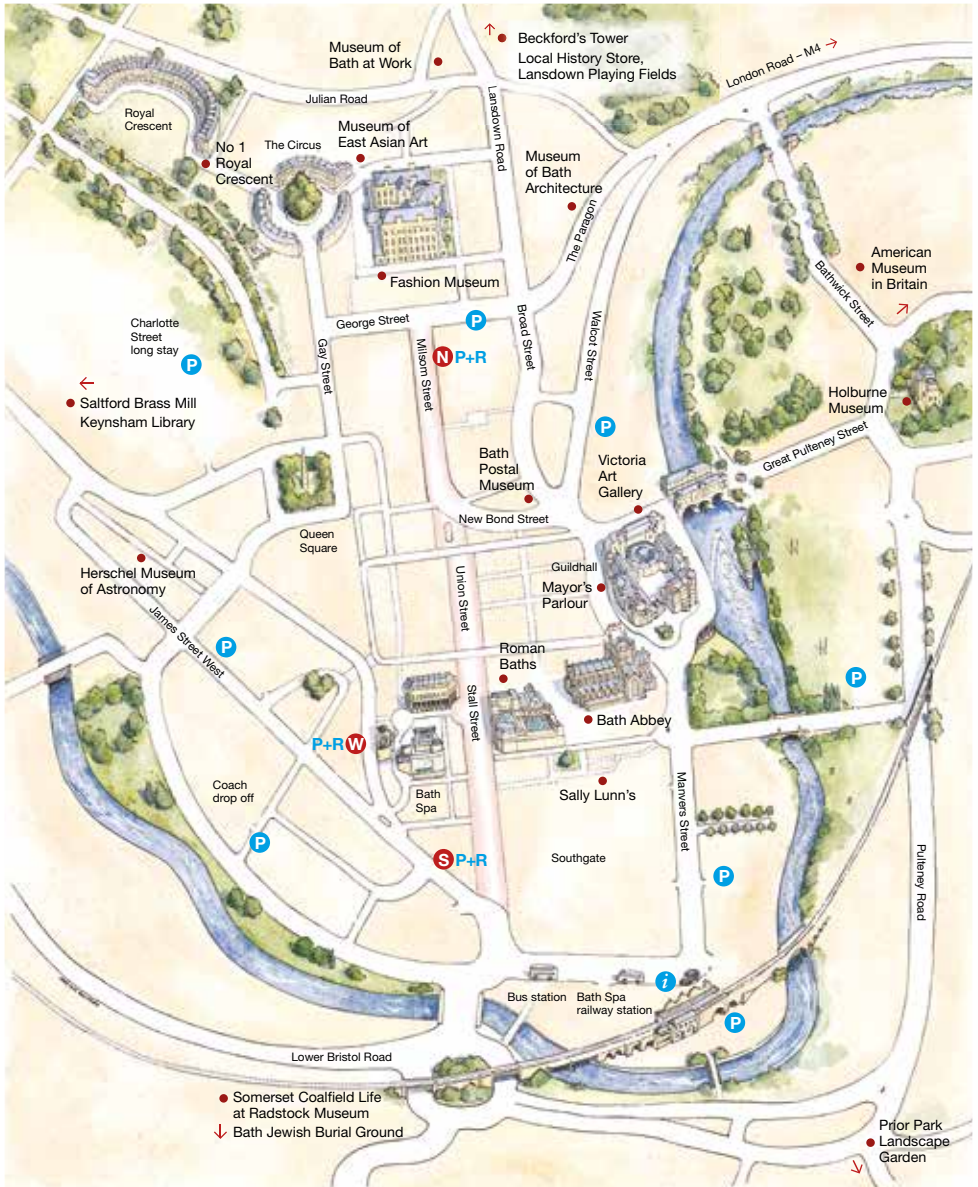 Beckford's Tower
Local History Store,
Lansdown Playing Fields
London Road – M4
Museum of
Bath at Work
Julian Road
Lansdown Road
Royal
Crescent
No 1
Royal
Crescent
The Circus
Museum of
East Asian Art
Museum
of Bath
Architecture
The Paragon
American
Museum
in Britain
Bathwick Street
Fashion Museum
George Street
P
Broad Street
Walcot Street
Charlotte
Street
long stay
P
Gay Street
Milsom Street
N P+R
Saltford Brass Mill
Keynsham Library
Holburne
Museum
Great Pulteney Street
P
Bath
Postal
Museum
Victoria
Art
Gallery
New Bond Street
Queen
Square
Guildhall
Mayor's
Parlour
Herschel Museum
of Astronomy
Union Street
James Street West
P
Roman
Baths
P
Stall Street
Bath Abbey
P+R W
Coach
drop off
Bath
Spa
Sally Lunn's
Manvers Street
P
S P+R
Southgate
P
Pulteney Road
i
Bus station
Bath Spa
railway station
P
Lower Bristol Road
Somerset Coalfield Life
at Radstock Museum
Bath Jewish Burial Ground
Prior Park
Landscape
Garden